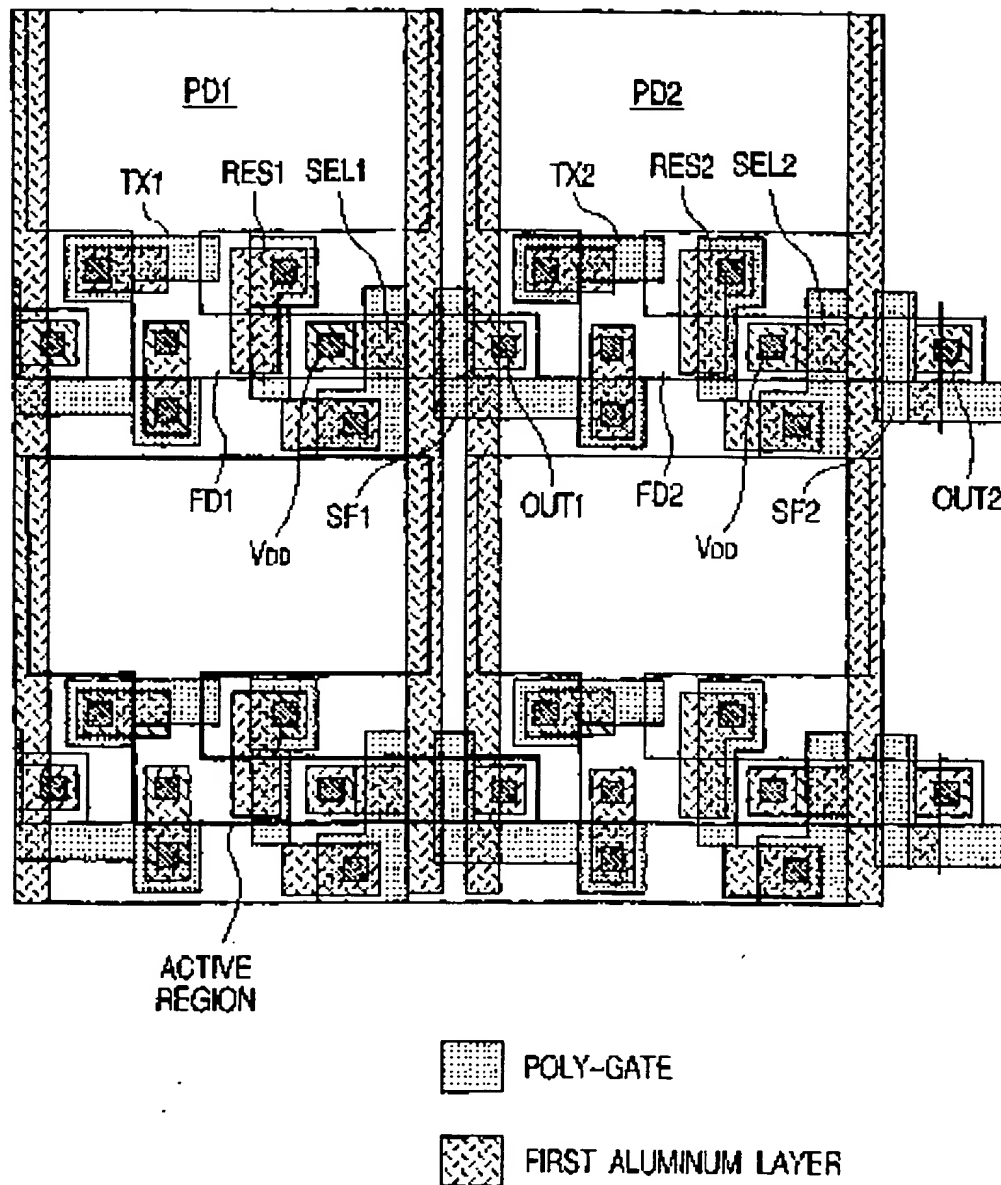 PD1 PD2
TX1 RES1 SEL1 TX2 RES2 SEL2
FD1 VDD SF1 OUT1 FD2 VDD SF2 OUT2
ACTIVE
REGION
POLY-GATE
FIRST ALUMINUM LAYER